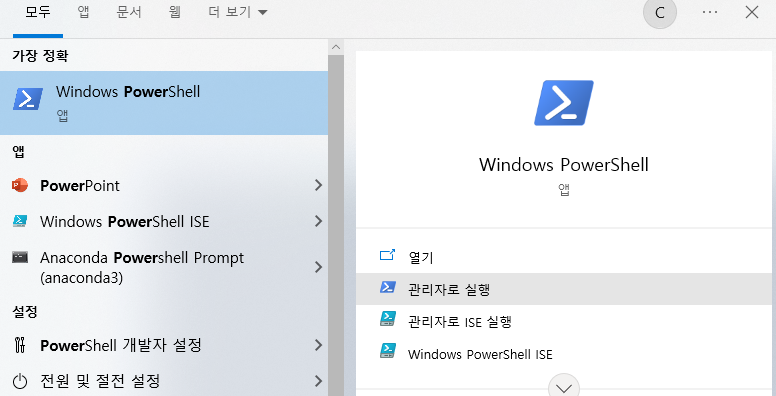 모두 앱 문서 웹 더 보기
C
가장 정확
Windows PowerShell
앱
앱
PowerPoint
Windows PowerShell ISE
Anaconda Powershell Prompt
(anaconda3)
설정
PowerShell 개발자 설정
전원 및 절전 설정
Windows PowerShell
앱
열기
관리자로 실행
관리자로 ISE 실행
Windows PowerShell ISE